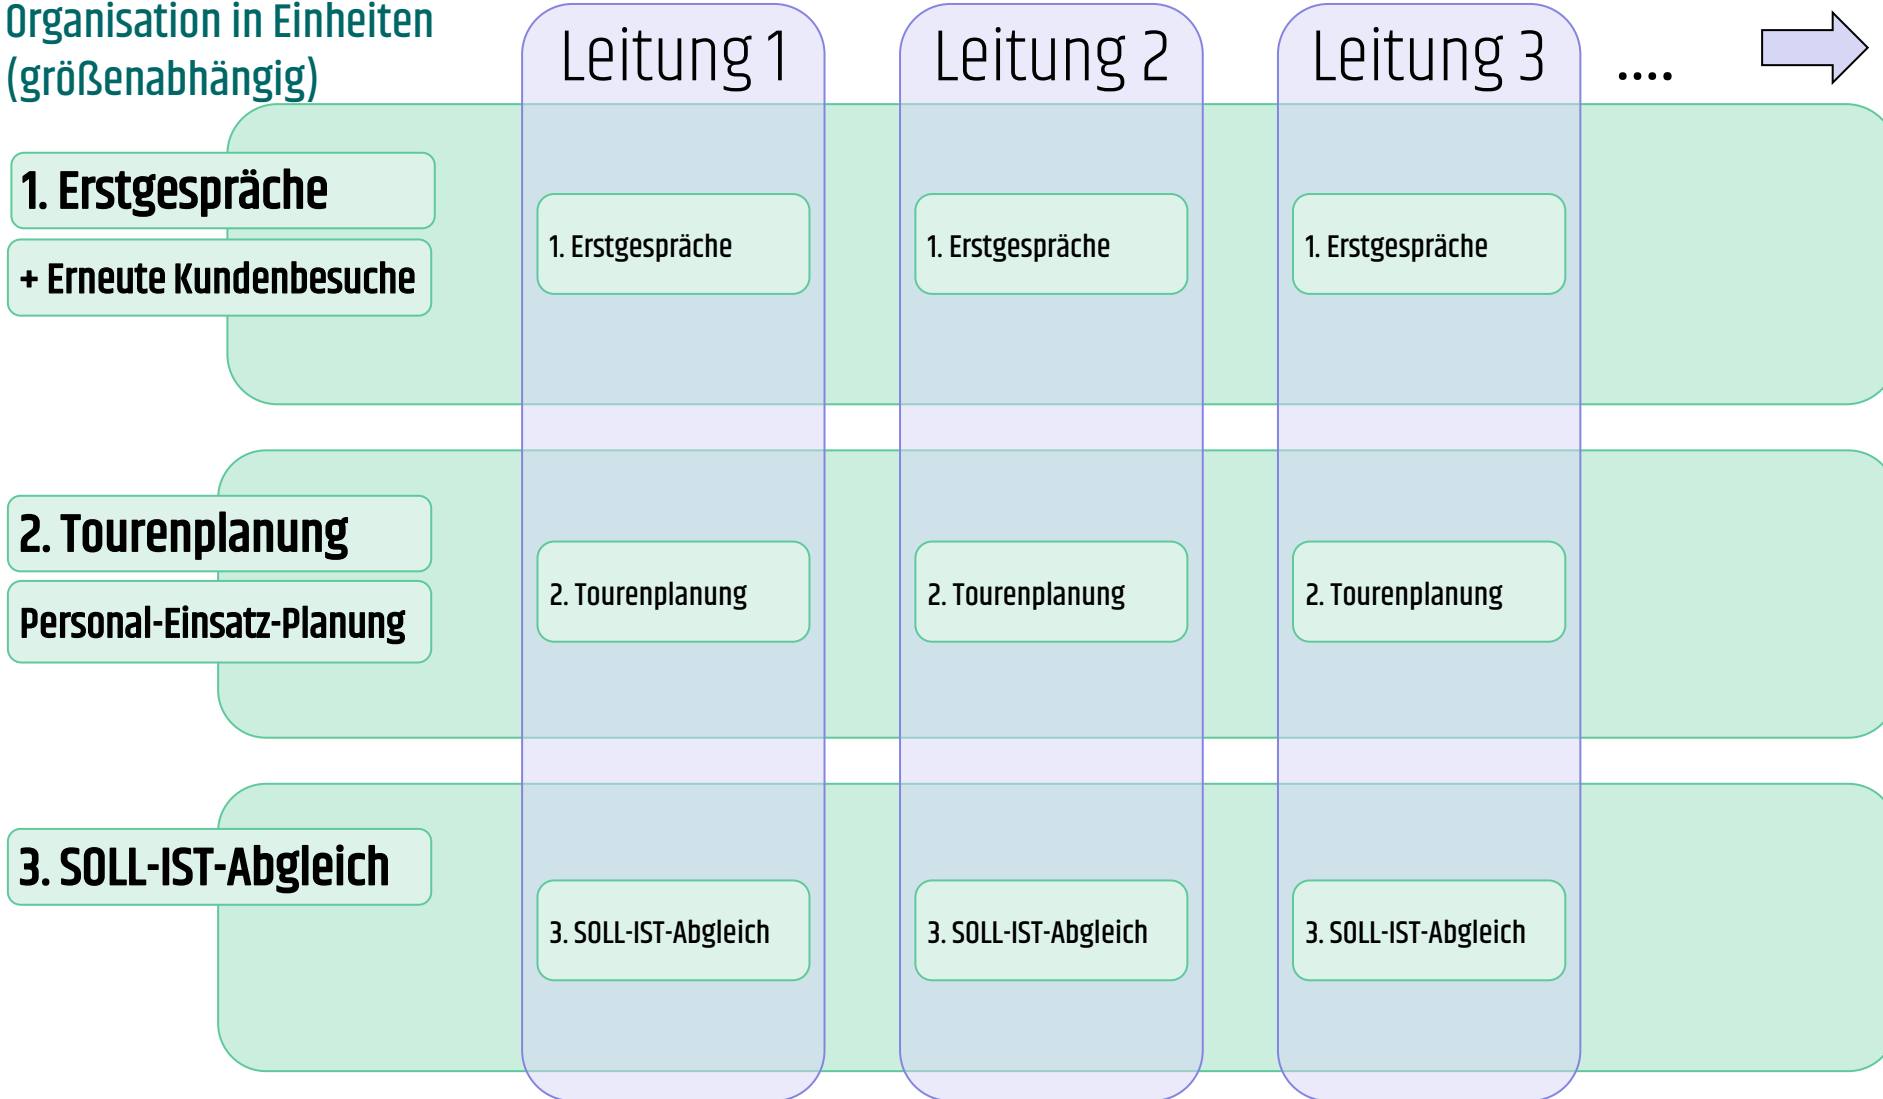 Organisation in Einheiten
(größenabhängig)
Leitung 1
Leitung 2
Leitung 3
....
1. Erstgespräche
+ Erneute Kundenbesuche
1. Erstgespräche
1. Erstgespräche
1. Erstgespräche
2. Tourenplanung
Personal-Einsatz-Planung
2. Tourenplanung
2. Tourenplanung
2. Tourenplanung
3. SOLL-IST-Abgleich
3. SOLL-IST-Abgleich
3. SOLL-IST-Abgleich
3. SOLL-IST-Abgleich